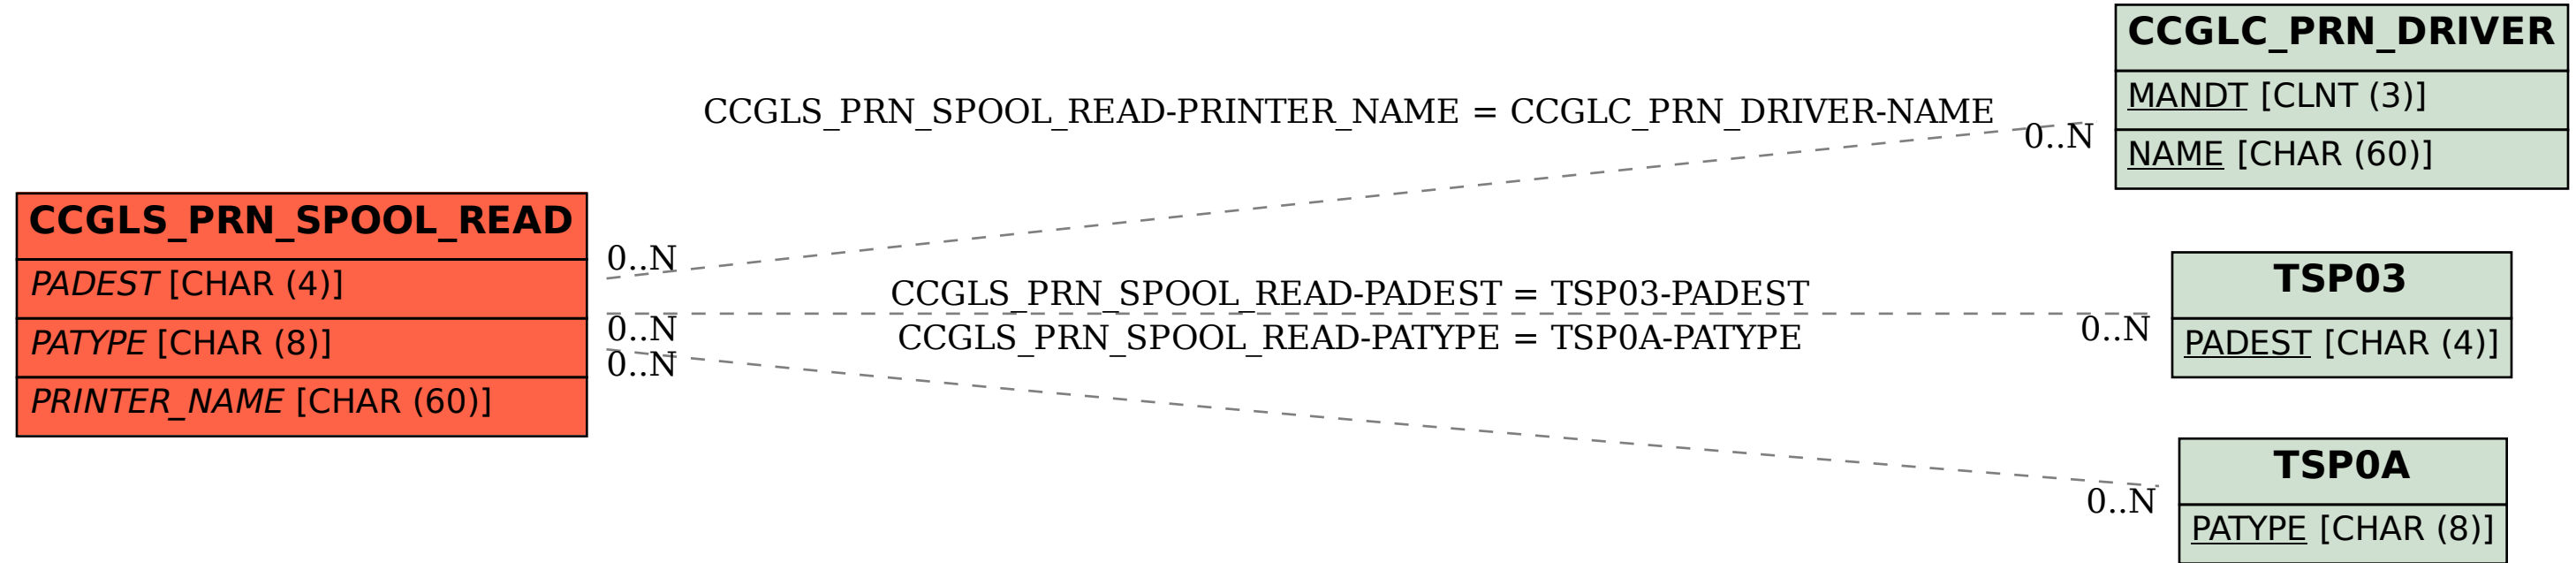 CCGLS_PRN_SPOOL_READ
PADEST [CHAR (4)]
PATYPE [CHAR (8)]
PRINTER_NAME [CHAR (60)]
CCGLS_PRN_SPOOL_READ-PRINTER_NAME = CCGLC_PRN_DRIVER-NAME
0..N
0..N
CCGLS_PRN_SPOOL_READ-PADEST = TSP03-PADEST
0..N
0..N
CCGLS_PRN_SPOOL_READ-PATYPE = TSP0A-PATYPE
0..N
0..N
CCGLC_PRN_DRIVER
MANDT [CLNT (3)]
NAME [CHAR (60)]
TSP03
PADEST [CHAR (4)]
TSP0A
PATYPE [CHAR (8)]